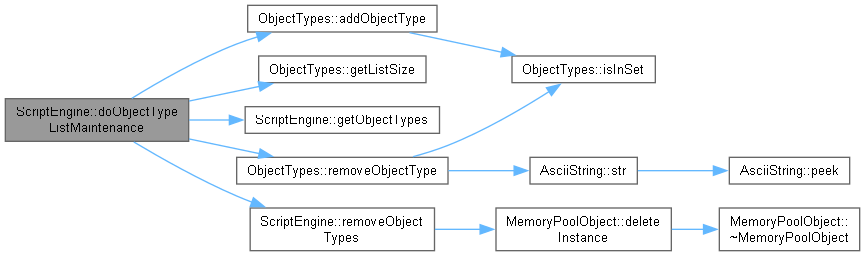 ScriptEngine::doObjectType
ListMaintenance
ObjectTypes::addObjectType
ObjectTypes::getListSize
ScriptEngine::getObjectTypes
ObjectTypes::removeObjectType
ScriptEngine::removeObject
Types
ObjectTypes::isInSet
AsciiString::str
AsciiString::peek
MemoryPoolObject::delete
Instance
MemoryPoolObject::
~MemoryPoolObject